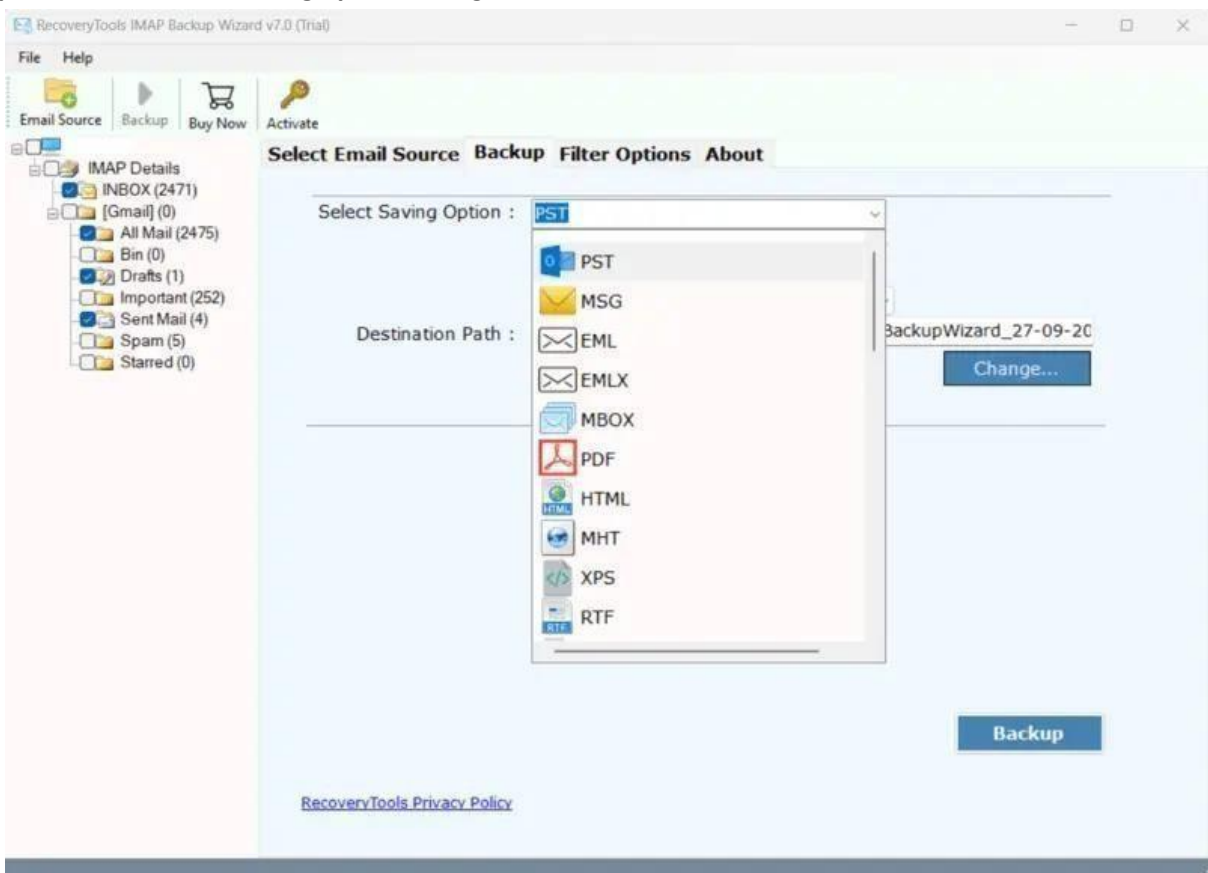 RecoveryTools IMAP Backup Wizard v7.0 (Trial)
File Help
Email Source Backup Buy Now Activate
IMAP Details
INBOX (2471)
[Gmail] (0)
All Mail (2475)
Bin (0)
Drafts (1)
Important (252)
Sent Mail (4)
Spam (5)
Starred (0)
Select Email Source Backup Filter Options About
Select Saving Option : PST
PST
MSG
EML
EMLX
MBOX
PDF
HTML
MHT
XPS
RTF
Destination Path : BackupWizard_27-09-20
Change...
Backup
RecoveryTools Privacy Policy